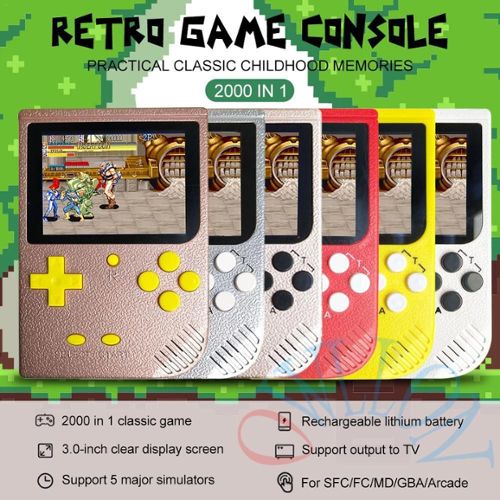 RETRO GAME CONSOLE
PRACTICAL CLASSIC CHILDHOOD MEMORIES
2000 IN 1
2000 in 1 classic game
Rechargeable lithium battery
3.0-inch clear display screen
Support output to TV
Support 5 major simulators
For SFC/FC/MD/GBA/Arcade